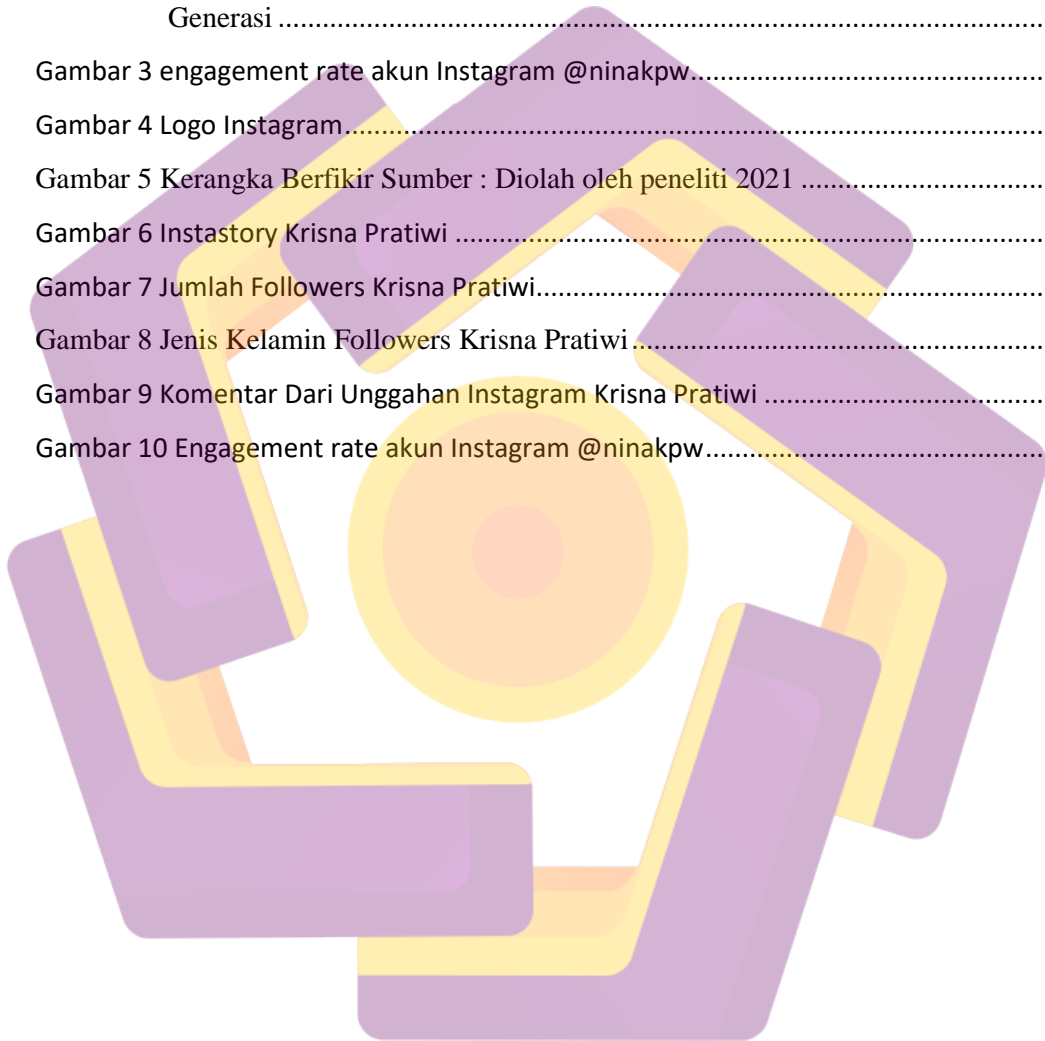 Generasi ................................................................................................
Gambar 3 engagement rate akun Instagram @ninakpw................................................
Gambar 4 Logo Instagram................................................................................................
Gambar 5 Kerangka Berfikir Sumber : Diolah oleh peneliti 2021 ................................
Gambar 6 Instastory Krisna Pratiwi ................................................................................
Gambar 7 Jumlah Followers Krisna Pratiwi................................................................
Gambar 8 Jenis Kelamin Followers Krisna Pratiwi.......................................................
Gambar 9 Komentar Dari Unggahan Instagram Krisna Pratiwi .....................................
Gambar 10 Engagement rate akun Instagram @ninakpw.............................................